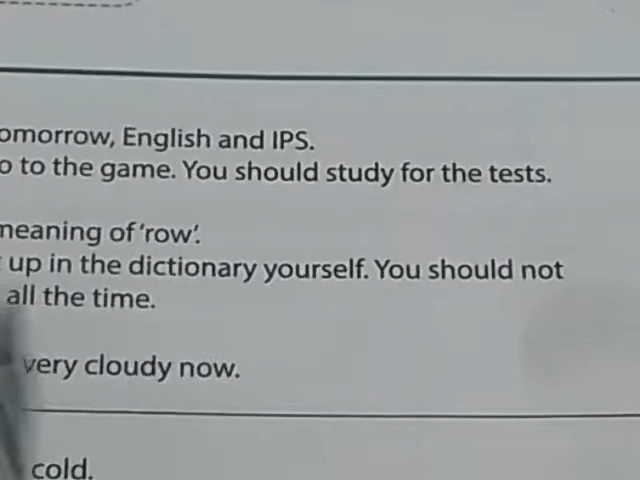 omorrow, English and IPS.
o to the game. You should study for the tests.
meaning of 'row'.
up in the dictionary yourself. You should not
all the time.
very cloudy now.
cold.